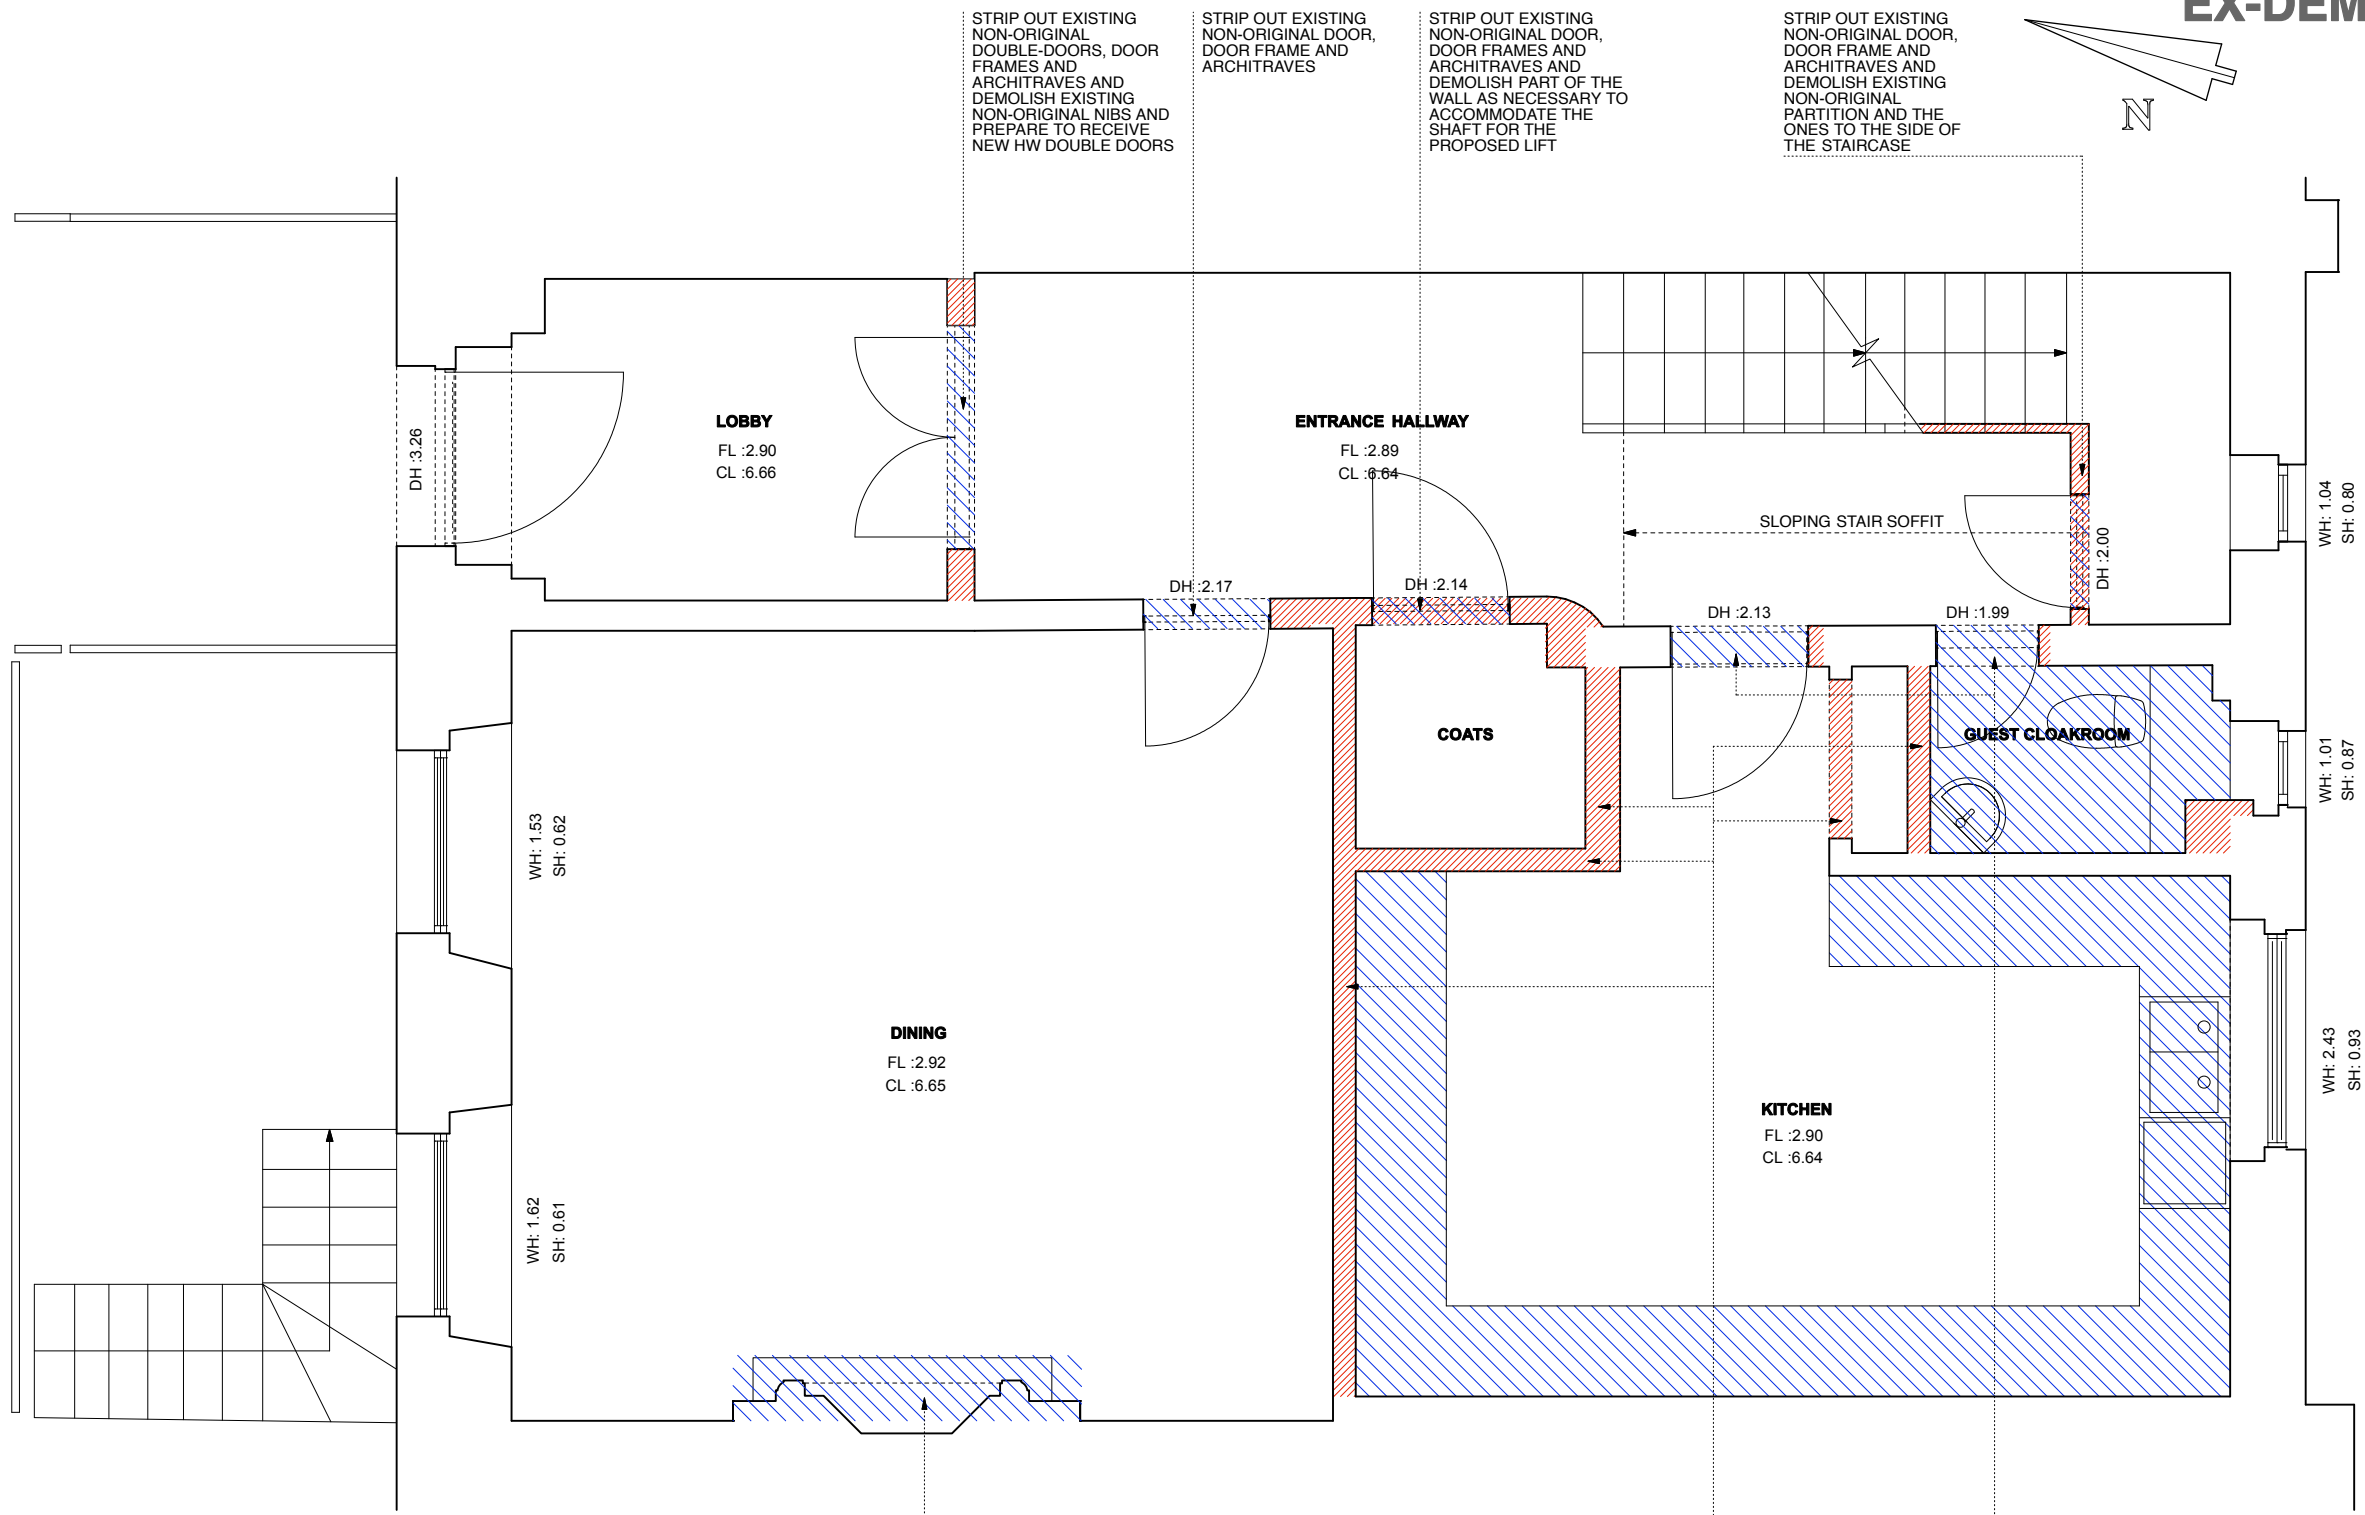 EX-DEM
STRIP OUT EXISTING
NON-ORIGINAL
DOUBLE-DOORS, DOOR
FRAMES AND
ARCHITRAVES AND
DEMOLISH EXISTING
NON-ORIGINAL NIBS AND
PREPARE TO RECEIVE
NEW HW DOUBLE DOORS
STRIP OUT EXISTING
NON-ORIGINAL DOOR,
DOOR FRAME AND
ARCHITRAVES
STRIP OUT EXISTING
NON-ORIGINAL DOOR,
DOOR FRAMES AND
ARCHITRAVES AND
DEMOLISH PART OF THE
WALL AS NECESSARY TO
ACCOMMODATE THE
SHAFT FOR THE
PROPOSED LIFT
STRIP OUT EXISTING
NON-ORIGINAL DOOR,
DOOR FRAME AND
ARCHITRAVES AND
DEMOLISH EXISTING
NON-ORIGINAL
PARTITION AND THE
ONES TO THE SIDE OF
THE STAIRCASE
N
LOBBY
FL :2.90
CL :6.66
DH :3.26
ENTRANCE HALLWAY
FL :2.89
CL :6.64
SLOPING STAIR SOFFIT
WH: 1.04
SH: 0.80
DH :2.00
DH :2.17
DH :2.14
DH :2.13
DH :1.99
COATS
GUEST CLOAKROOM
WH: 1.01
SH: 0.87
WH: 1.53
SH: 0.62
DINING
FL :2.92
CL :6.65
KITCHEN
FL :2.90
CL :6.64
WH: 2.43
SH: 0.93
WH: 1.62
SH: 0.61